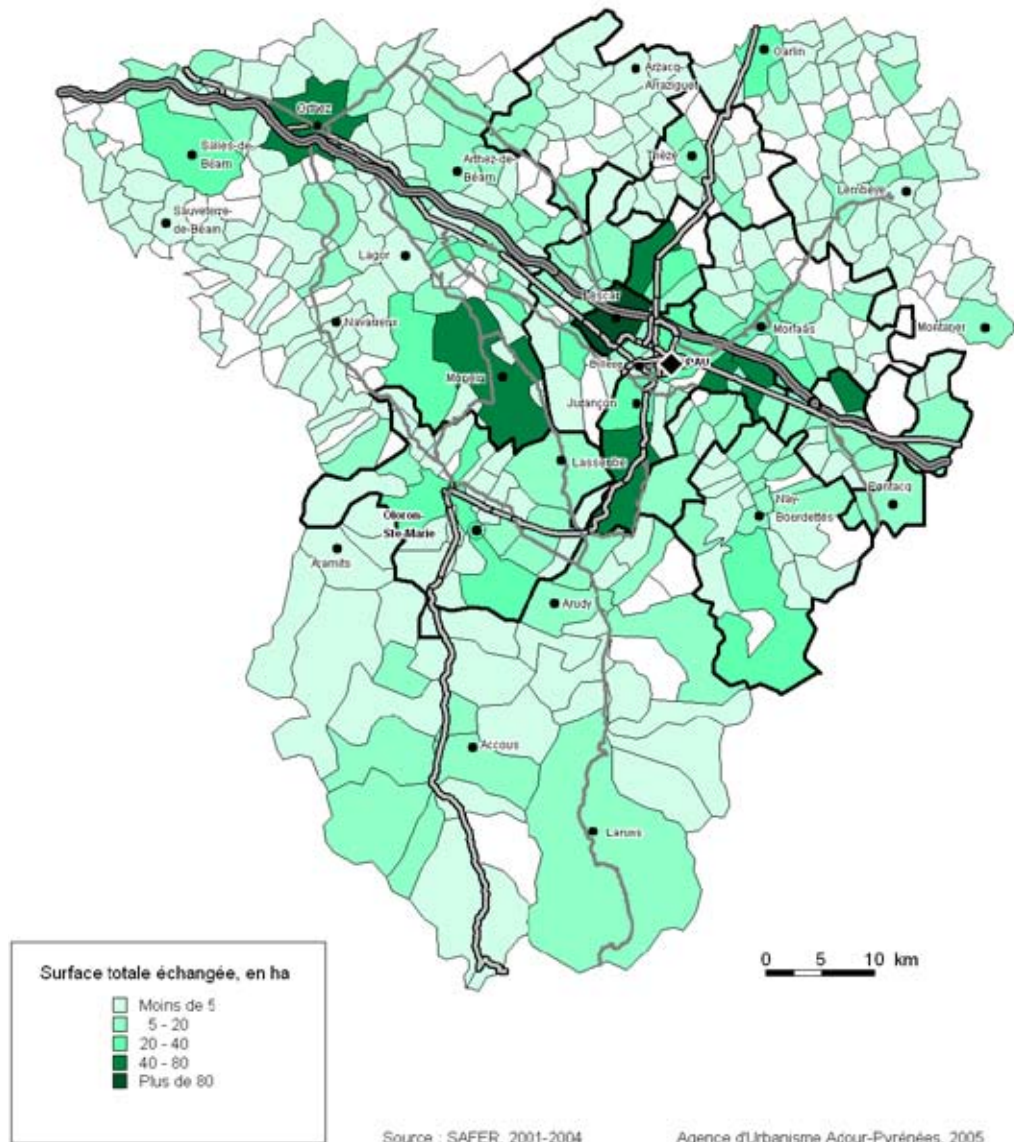 Garlin
Arzacq-
Arraziguet
Orthez
Salies-de-
Béarn
Thèze
Arthez-de-
Béarn
Lembeye
Sauveterre-
de-Béarn
Lagor
Lescar
Navarrenx
Morlaàs
Montaner
Billère
PAU
Monein
Jurançon
Lasseube
Pontacq
Nay-
Bourdettes
Oloron-
Ste-Marie
Aramits
Arudy
Accous
Laruns
Surface totale échangée, en ha
Moins de 5
5 - 20
20 - 40
40 - 80
Plus de 80
0 5 10 km
Source : SAFER, 2001-2004
Agence d'Urbanisme Adour-Pyrénées, 2005